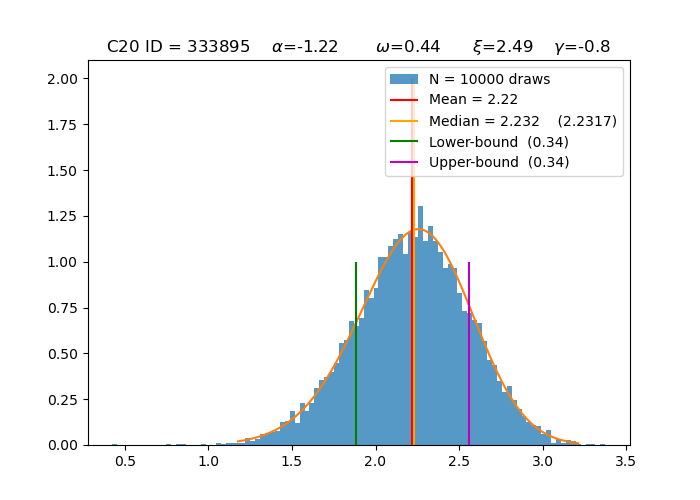 C20 ID = 333895 α=-1.22 ω=0.44 ξ=2.49 γ=-0.8
N = 10000 draws
Mean = 2.22
Median = 2.232 (2.2317)
Lower-bound (0.34)
Upper-bound (0.34)
2.00
1.75
1.50
1.25
1.00
0.75
0.50
0.25
0.00
0.5 1.0 1.5 2.0 2.5 3.0 3.5